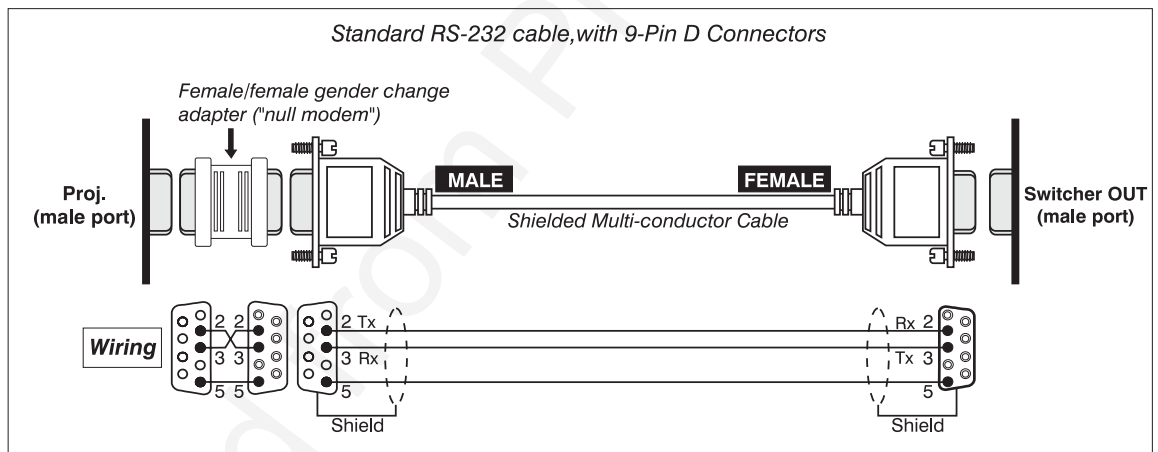 Standard RS-232 cable,with 9-Pin D Connectors
Female/female gender change
adapter ("null modem")
Proj.
(male port)
MALE
FEMALE
Shielded Multi-conductor Cable
Switcher OUT
(male port)
Wiring
2 2
3 3
5 5
2 Tx
3 Rx
5
Shield
Rx 2
Tx 3
5
Shield